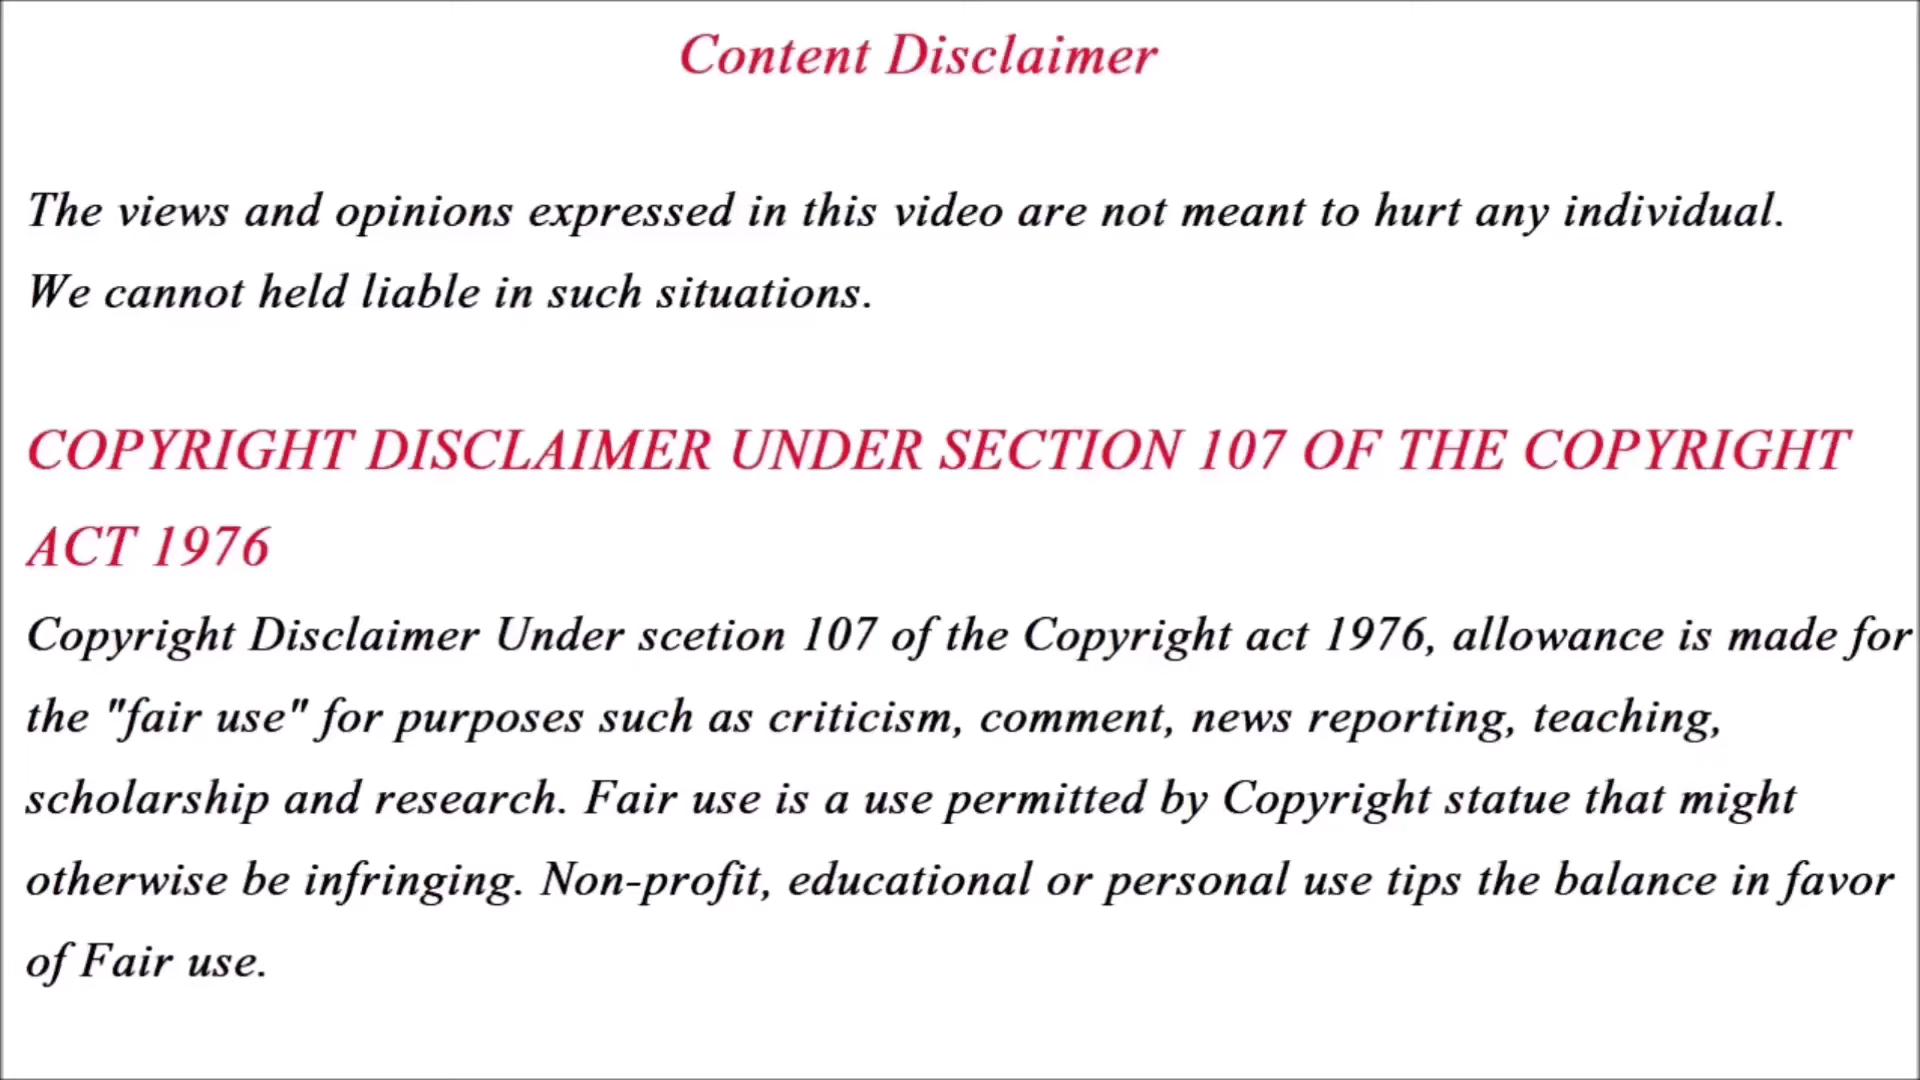 Content Disclaimer
The views and opinions expressed in this video are not meant to hurt any individual.
We cannot held liable in such situations.
COPYRIGHT DISCLAIMER UNDER SECTION 107 OF THE COPYRIGHT
ACT 1976
Copyright Disclaimer Under scetion 107 of the Copyright act 1976, allowance is made for
the "fair use" for purposes such as criticism, comment, news reporting, teaching,
scholarship and research. Fair use is a use permitted by Copyright statue that might
otherwise be infringing. Non-profit, educational or personal use tips the balance in favor
of Fair use.